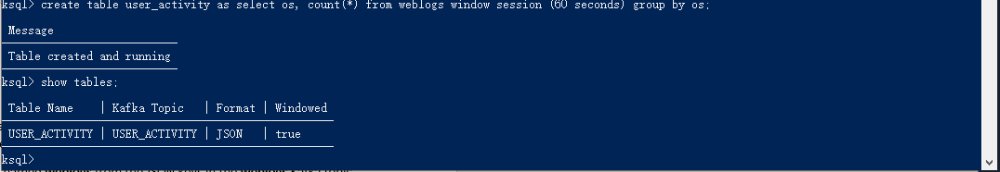 ksql> create table user_activity as select os, count(*) from weblogs window session (60 seconds) group by os;
Message
Table created and running
ksql> show tables;
Table Name | Kafka Topic | Format | Windowed
USER_ACTIVITY | USER_ACTIVITY | JSON | true
ksql>